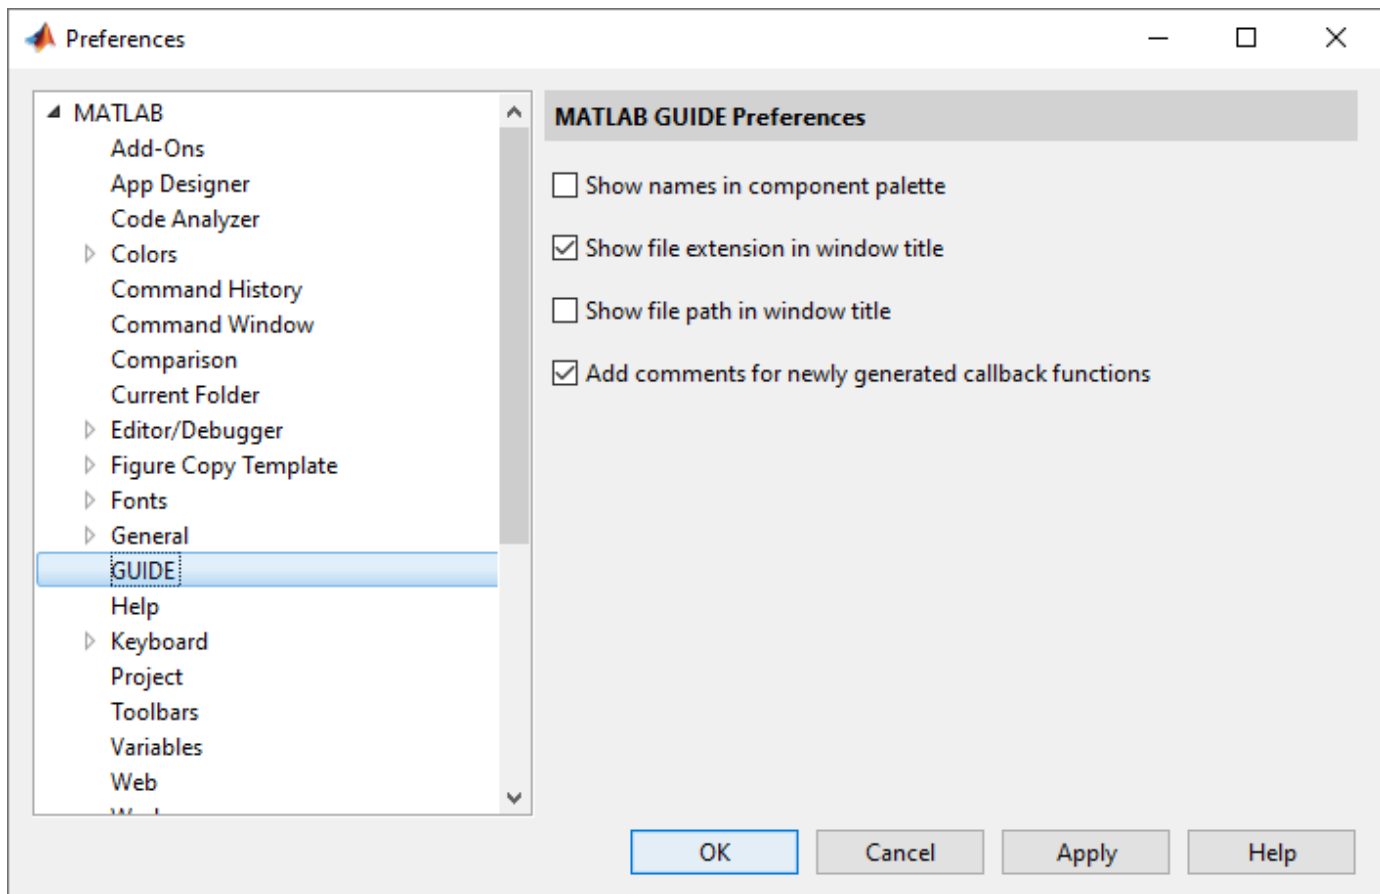 Preferences
MATLAB
Add-Ons
App Designer
Code Analyzer
Colors
Command History
Command Window
Comparison
Current Folder
Editor/Debugger
Figure Copy Template
Fonts
General
GUIDE
Help
Keyboard
Project
Toolbars
Variables
Web
MATLAB GUIDE Preferences
Show names in component palette
Show file extension in window title
Show file path in window title
Add comments for newly generated callback functions
OK
Cancel
Apply
Help